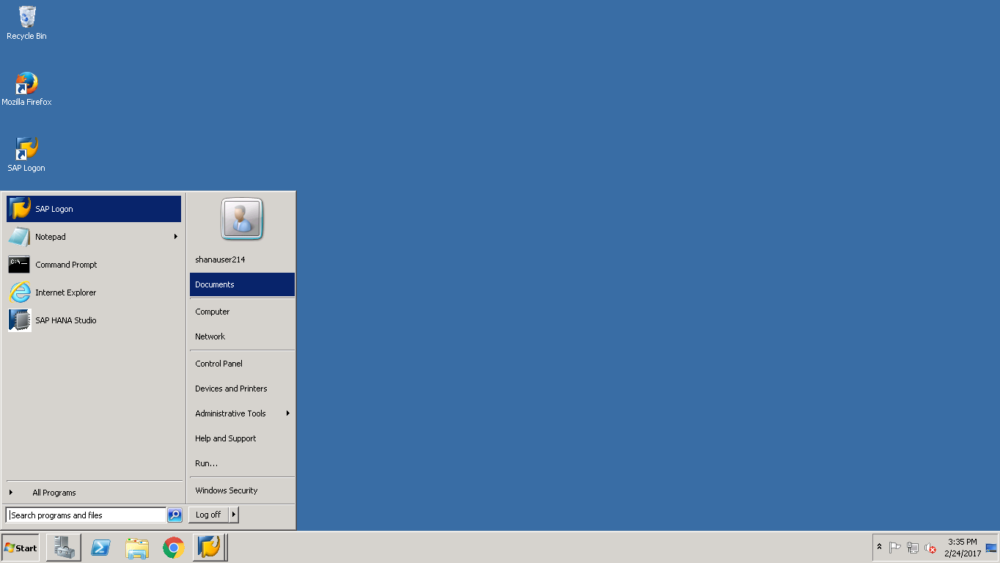 Recycle Bin
Mozilla Firefox
SAP Logon
SAP Logon
Notepad
Command Prompt
C:\
Internet Explorer
SAP HANA Studio
All Programs
Search programs and files
shanauser214
Documents
Computer
Network
Control Panel
Devices and Printers
Administrative Tools
Help and Support
Run...
Windows Security
Log off
Start
3:35 PM
2/24/2017